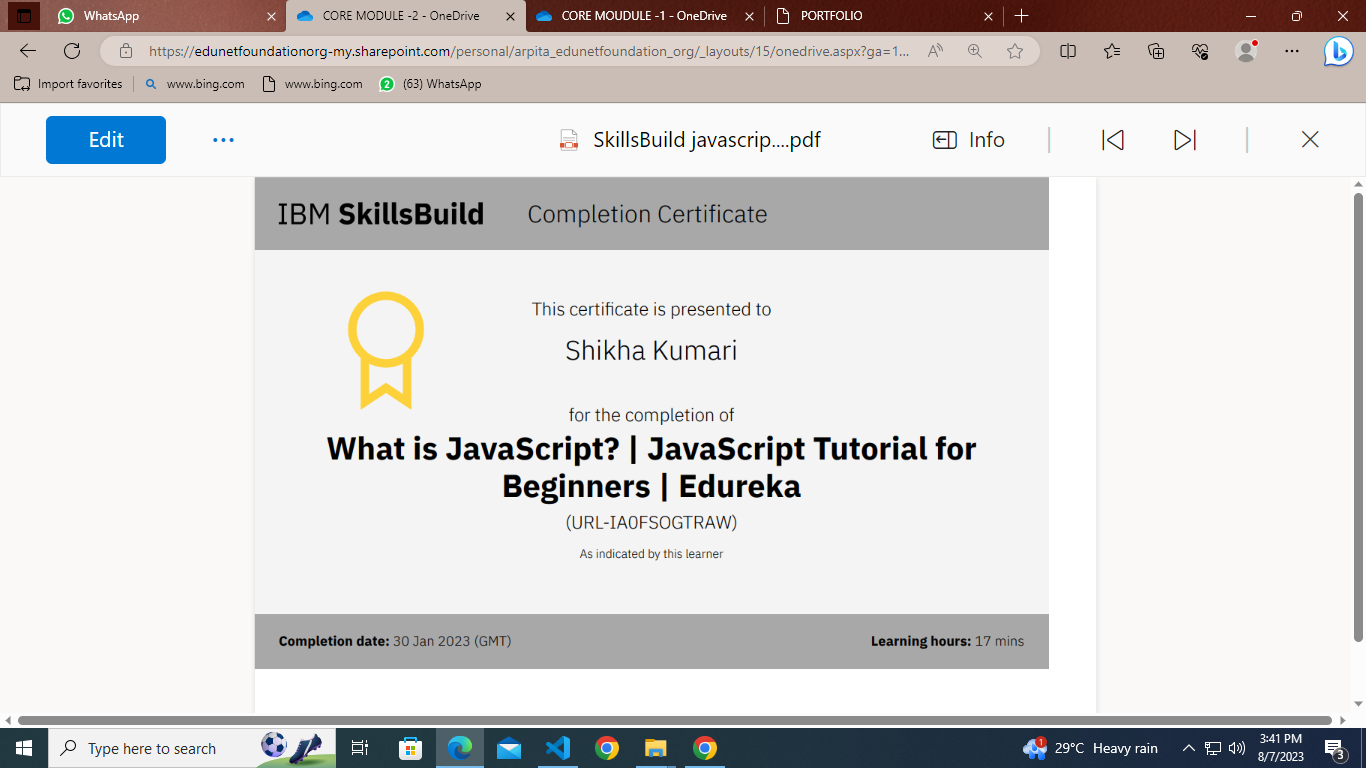 WhatsApp
CORE MODULE -2 - OneDrive
CORE MOUDULE -1 - OneDrive
PORTFOLIO
https://edunetfoundationorg-my.sharepoint.com/personal/arpita_edunetfoundation_org/_layouts/15/onedrive.aspx?ga=1...
Import favorites
www.bing.com
www.bing.com
2
(63) WhatsApp
Edit
SkillsBuild javascrip....pdf
Info
IBM SkillsBuild
Completion Certificate
This certificate is presented to
Shikha Kumari
for the completion of
What is JavaScript? | JavaScript Tutorial for
Beginners | Edureka
(URL-IA0FSOGTRAW)
As indicated by this learner
Completion date: 30 Jan 2023 (GMT)
Learning hours: 17 mins
Type here to search
1
29°C Heavy rain
3:41 PM
8/7/2023
3